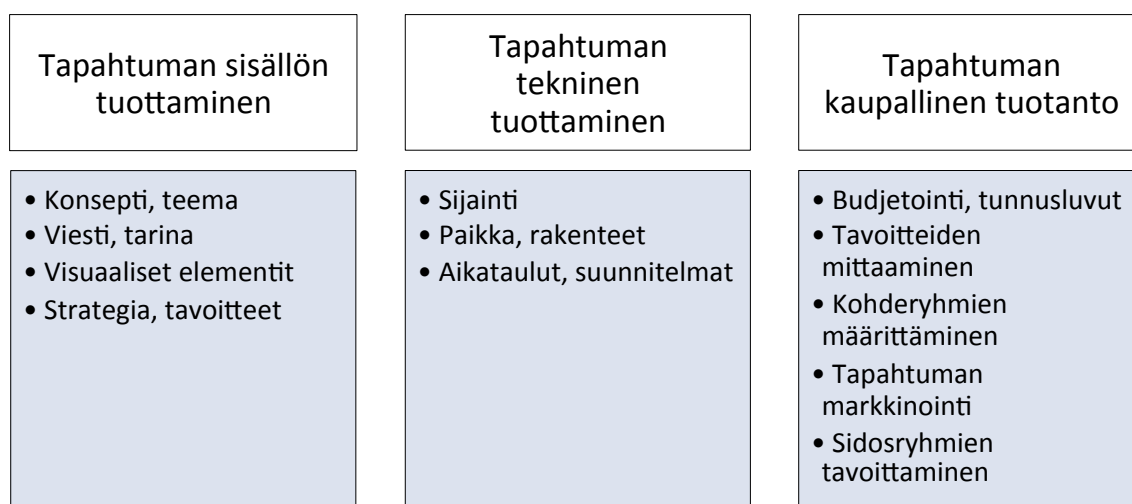 Tapahtuman sisällön
tuottaminen
• Konsepti, teema
• Viesti, tarina
• Visuaaliset elementit
• Strategia, tavoitteet
Tapahtuman
tekninen
tuottaminen
• Sijainti
• Paikka, rakenteet
• Aikataulut, suunnitelmat
Tapahtuman
kaupallinen tuotanto
• Budjetointi, tunnusluvut
• Tavoitteiden
mittaaminen
• Kohderyhmien
määrittäminen
• Tapahtuman
markkinointi
• Sidosryhmien
tavoittaminen